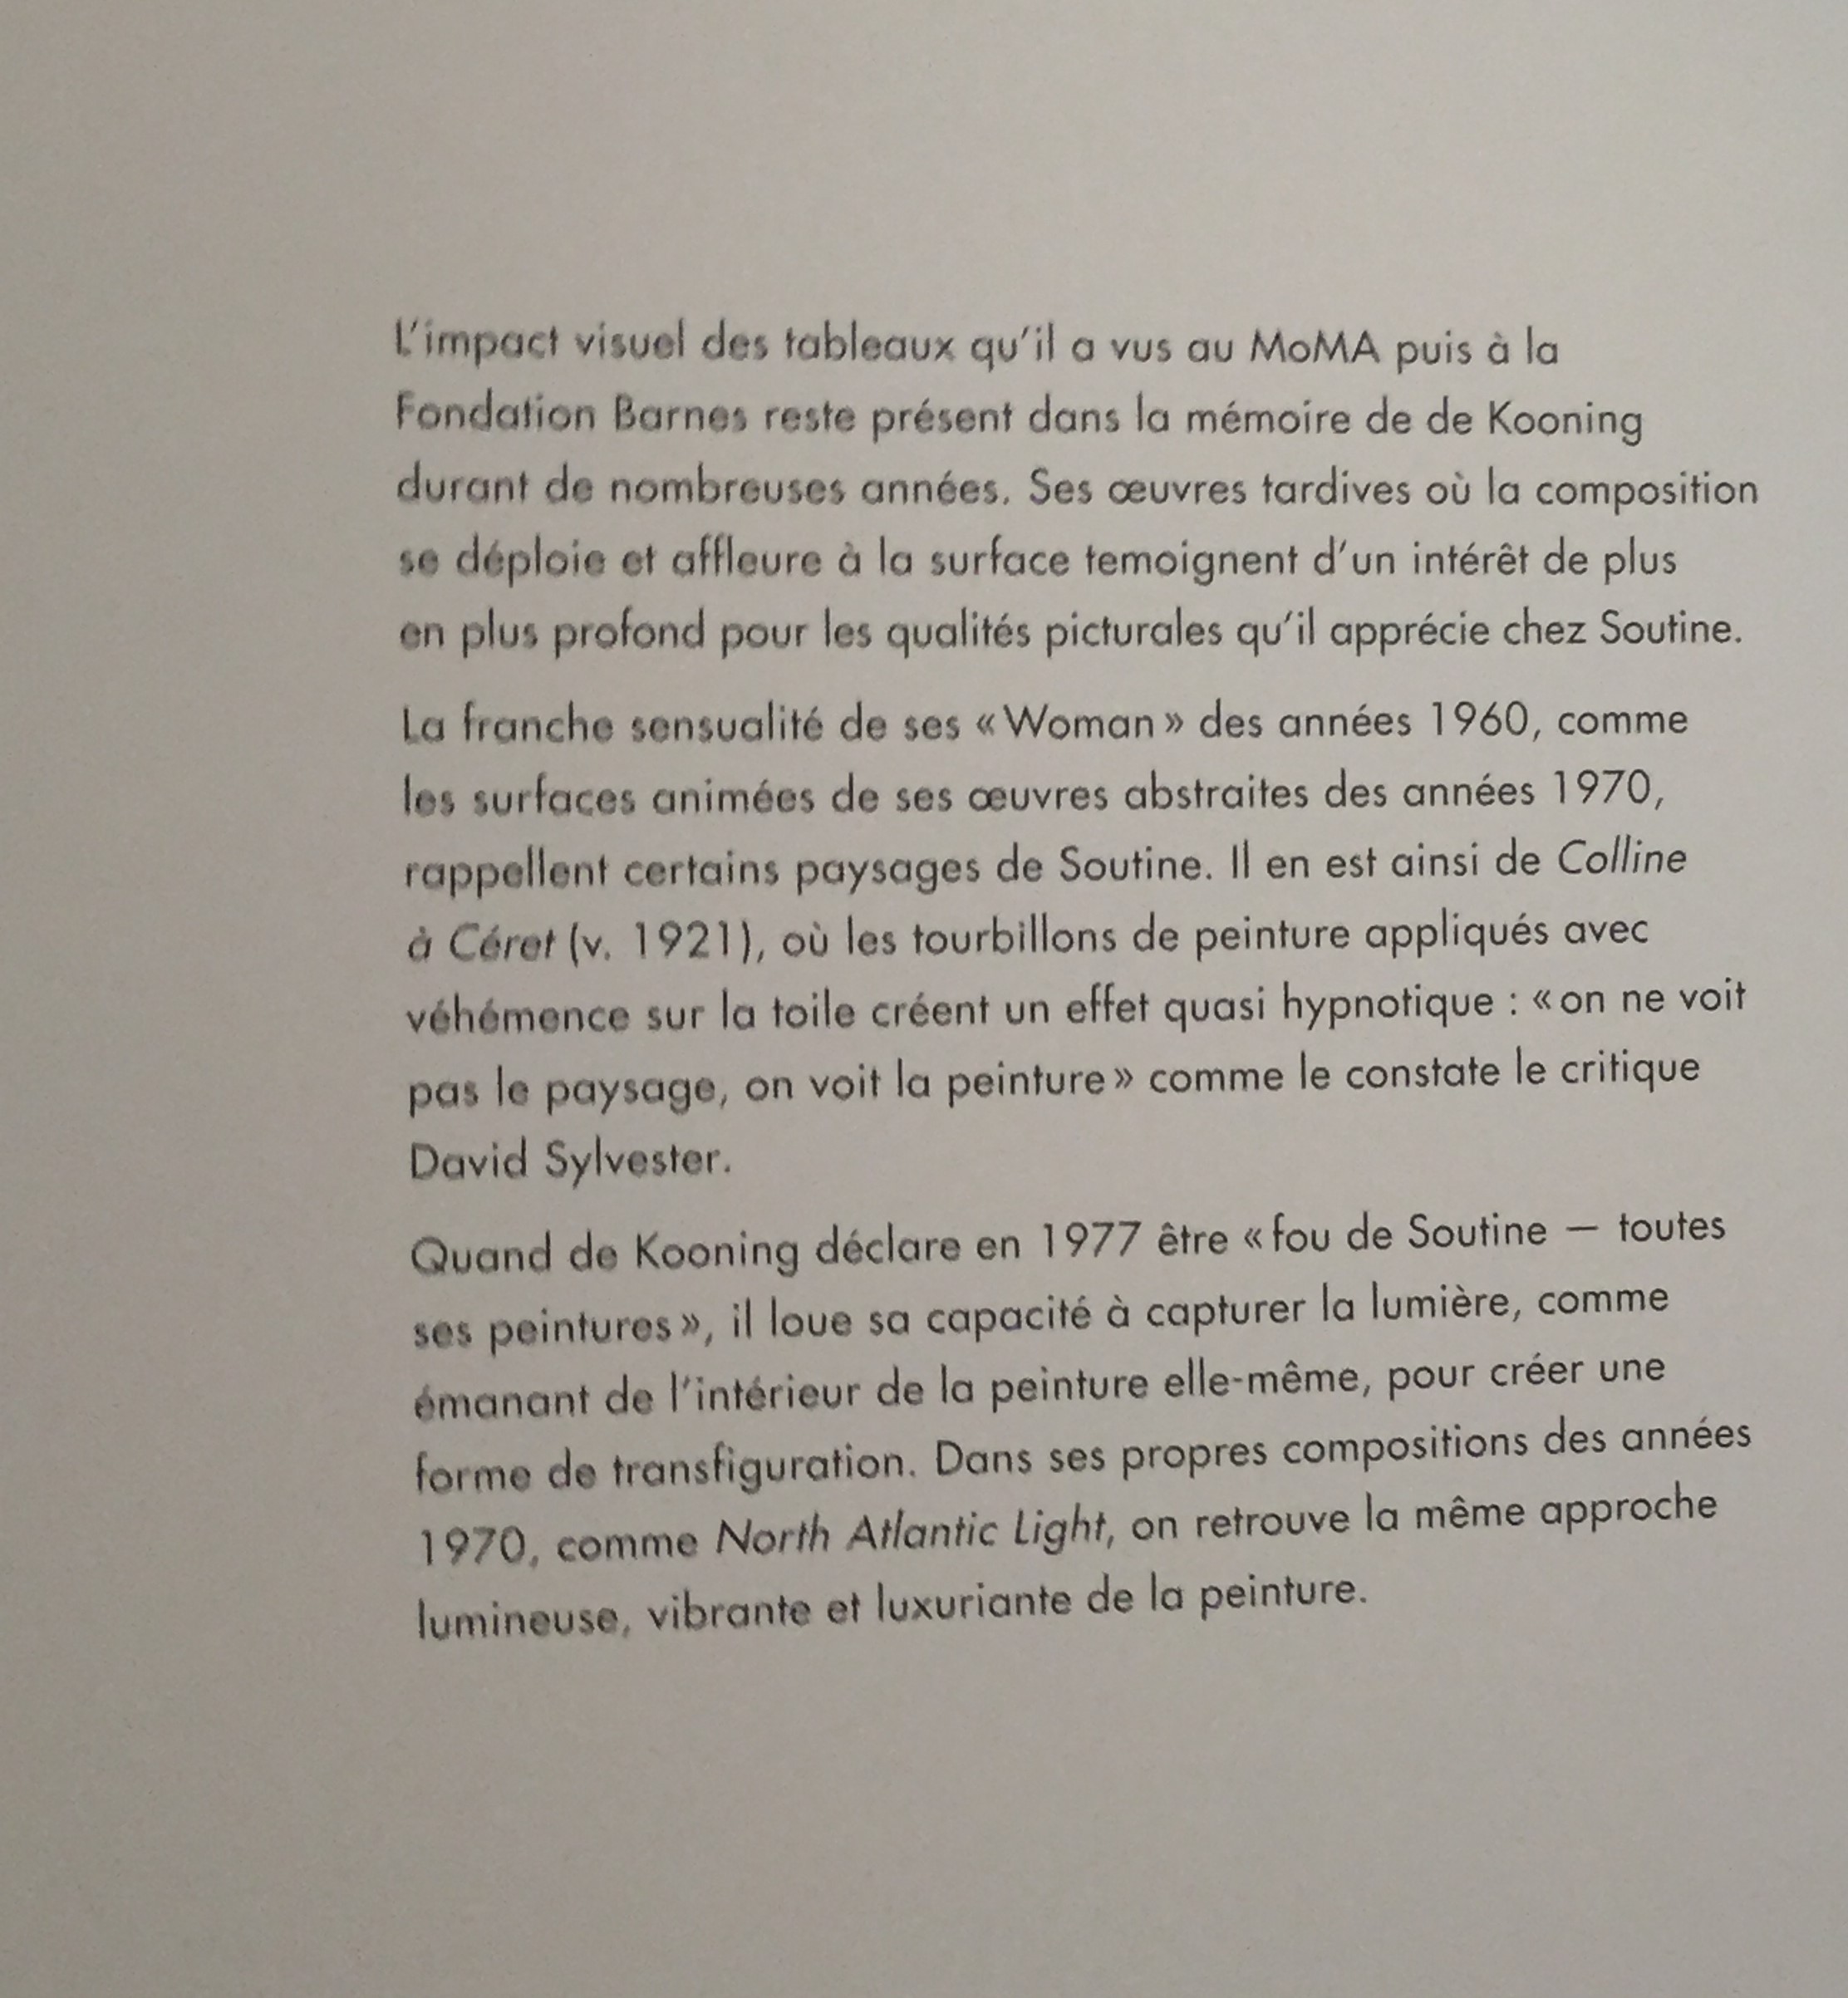 L'impact visuel des tableaux qu'il a vus au MoMA puis à la
Fondation Barnes reste présent dans la mémoire de de Kooning
durant de nombreuses années. Ses œuvres tardives où la composition
se déploie et affleure à la surface temoignent d'un intérêt de plus
en plus profond pour les qualités picturales qu'il apprécie chez Soutine.
La franche sensualité de ses « Woman » des années 1960, comme
les surfaces animées de ses œuvres abstraites des années 1970,
rappellent certains paysages de Soutine. Il en est ainsi de Colline
à Céret (v. 1921), où les tourbillons de peinture appliqués avec
véhémence sur la toile créent un effet quasi hypnotique : « on ne voit
pas le paysage, on voit la peinture » comme le constate le critique
David Sylvester.
Quand de Kooning déclare en 1977 être « fou de Soutine — toutes
ses peintures », il loue sa capacité à capturer la lumière, comme
émanant de l'intérieur de la peinture elle-même, pour créer une
forme de transfiguration. Dans ses propres compositions des années
1970, comme North Atlantic Light, on retrouve la même approche
lumineuse, vibrante et luxuriante de la peinture.